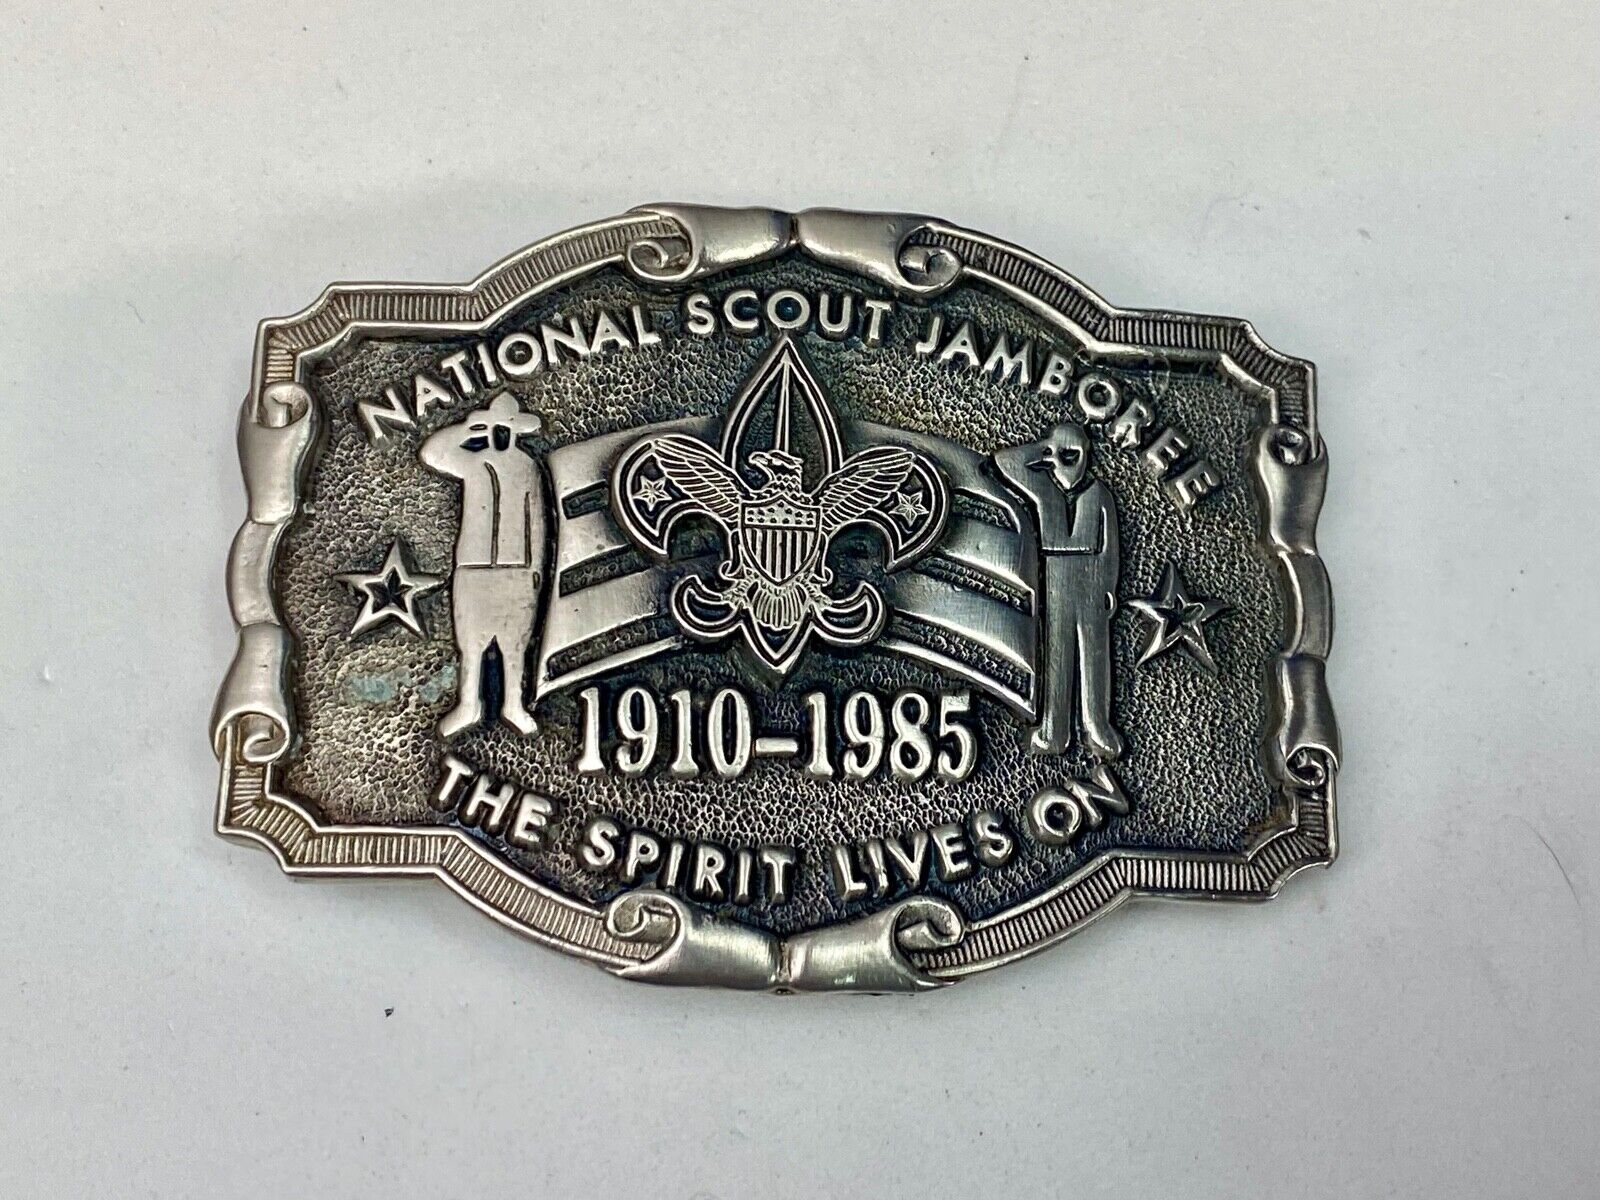 NATIONAL SCOUT JAMBOREE
1910-1985
THE SPIRIT LIVES ON